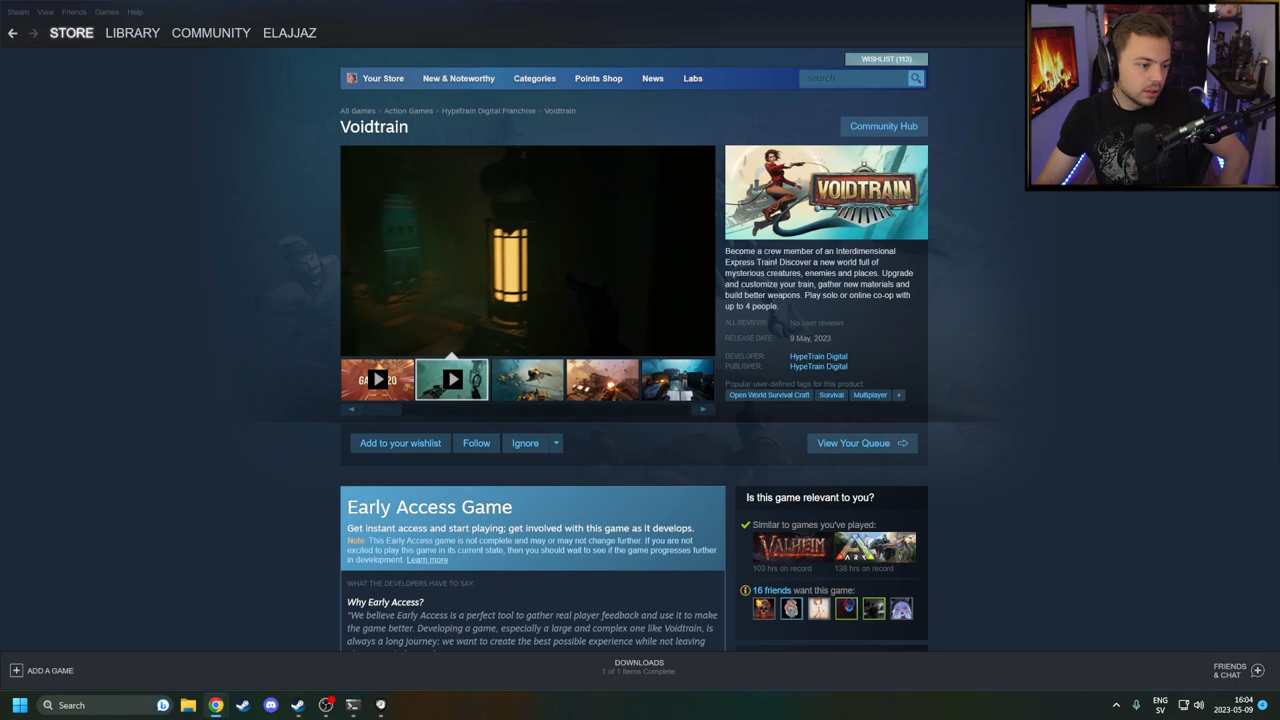 Steam View Friends Games Help
STORE LIBRARY COMMUNITY ELAJJAZ
WISHLIST (113)
Your Store New & Noteworthy Categories Points Shop News Labs search
All Games > Action Games > HypeTrain Digital Franchise > Voidtrain
Voidtrain
Community Hub
VOIDTRAIN
Become a crew member of an Interdimensional
Express Train! Discover a new world full of
mysterious creatures, enemies and places. Upgrade
and customize your train, gather new materials and
build better weapons. Play solo or online co-op with
up to 4 people.
ALL REVIEWS: No user reviews
RELEASE DATE: 9 May, 2023
DEVELOPER: HypeTrain Digital
PUBLISHER: HypeTrain Digital
Popular user-defined tags for this product:
Open World Survival Craft Survival Multiplayer +
Add to your wishlist Follow Ignore View Your Queue
Early Access Game
Get instant access and start playing; get involved with this game as it develops.
Note: This Early Access game is not complete and may or may not change further. If you are
not excited to play this game in its current state, then you should wait to see if the game progresses further
in development. Learn more
WHAT THE DEVELOPERS HAVE TO SAY:
Why Early Access?
"We believe Early Access is a perfect tool to gather real player feedback and use it to make
the game better. Developing a game, especially a large and complex one like Voidtrain, is
always a long journey: we want to create the best possible experience while not leaving
Is this game relevant to you?
Similar to games you've played:
VALHEIM ARK
103 hrs on record 138 hrs on record
16 friends want this game:
ADD A GAME
DOWNLOADS
1 of 1 Items Complete
FRIENDS
& CHAT
Search
ENG
SV
16:04
2023-05-09
4